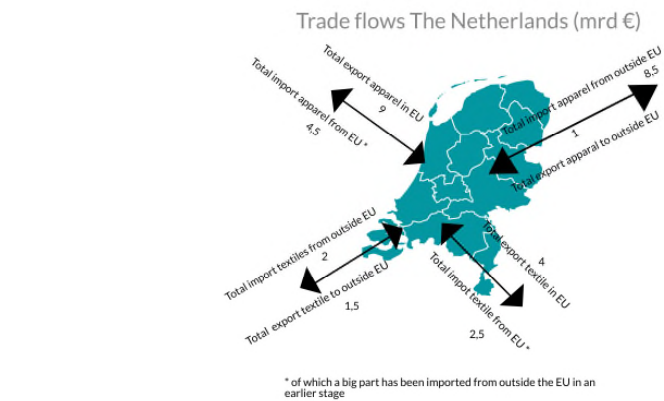 Trade flows The Netherlands (mrd €)
Total export apparel in EU
9
Total import apparel from EU *
4,5
Total import apparel from outside EU
8,5
Total export apparal to outside EU
1
Total import textiles from outside EU
2
Total export textile to outside EU
1,5
Total export textile in EU
4
Total impot textile from EU *
2,5
* of which a big part has been imported from outside the EU in an
earlier stage